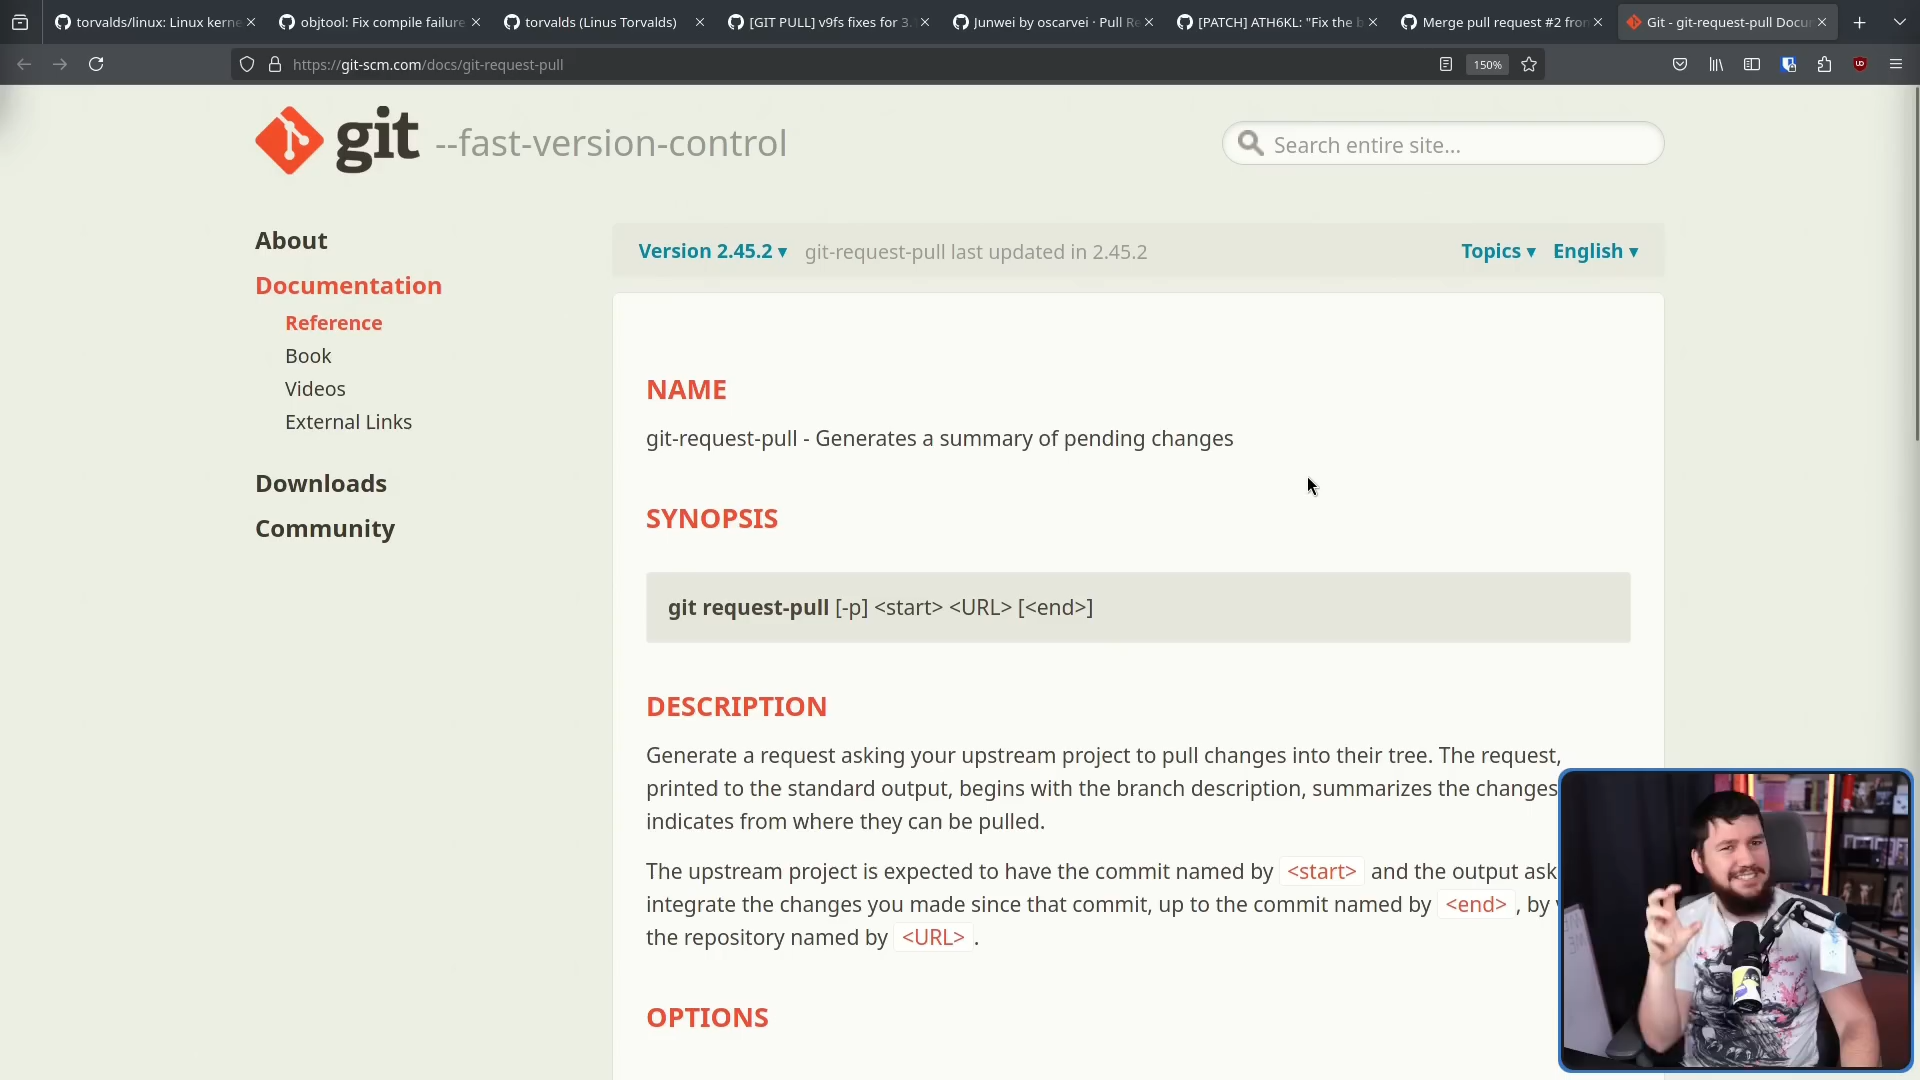 torvalds/linux: Linux kerne
objtool: Fix compile failure
torvalds (Linus Torvalds)
[GIT PULL] v9fs fixes for 3.
Junwei by oscarvei · Pull Re
[PATCH] ATH6KL: "Fix the b
Merge pull request #2 from
Git - git-request-pull Docu
https://git-scm.com/docs/git-request-pull
150%
git --fast-version-control
Search entire site...
About
Documentation
Reference
Book
Videos
External Links
Downloads
Community
Version 2.45.2 ▾ git-request-pull last updated in 2.45.2
Topics ▾ English ▾
NAME
git-request-pull - Generates a summary of pending changes
SYNOPSIS
git request-pull [-p] <start> <URL> [<end>]
DESCRIPTION
Generate a request asking your upstream project to pull changes into their tree. The request,
printed to the standard output, begins with the branch description, summarizes the changes
indicates from where they can be pulled.
The upstream project is expected to have the commit named by <start> and the output ask
integrate the changes you made since that commit, up to the commit named by <end> , by
the repository named by <URL> .
OPTIONS